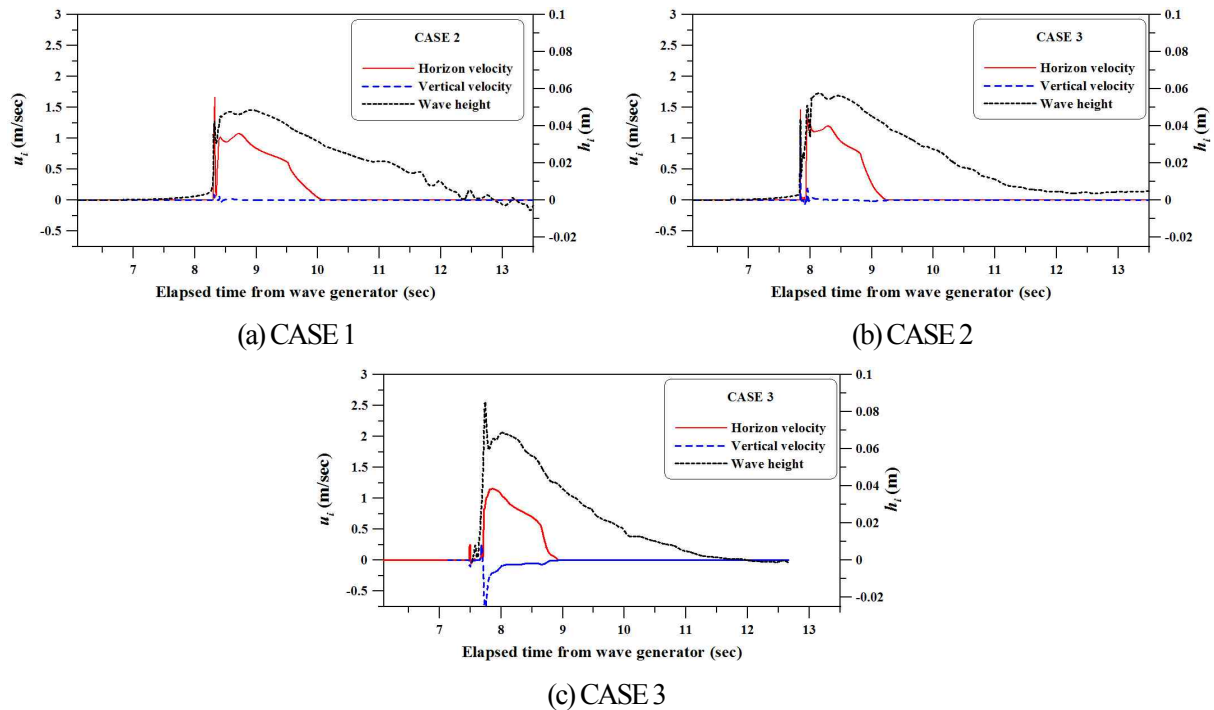 CASE 2
Horizon velocity
Vertical velocity
Wave height
3
2.5
2
1.5
1
0.5
0
-0.5
u_i (m/sec)
0.1
0.08
0.06
0.04
0.02
0
-0.02
h_i (m)
7 8 9 10 11 12 13
Elapsed time from wave generator (sec)
(a) CASE 1
CASE 3
Horizon velocity
Vertical velocity
Wave height
3
2.5
2
1.5
1
0.5
0
-0.5
u_i (m/sec)
0.1
0.08
0.06
0.04
0.02
0
-0.02
h_i (m)
7 8 9 10 11 12 13
Elapsed time from wave generator (sec)
(b) CASE 2
CASE 3
Horizon velocity
Vertical velocity
Wave height
3
2.5
2
1.5
1
0.5
0
-0.5
u_i (m/sec)
0.1
0.08
0.06
0.04
0.02
0
-0.02
h_i (m)
7 8 9 10 11 12 13
Elapsed time from wave generator (sec)
(c) CASE 3